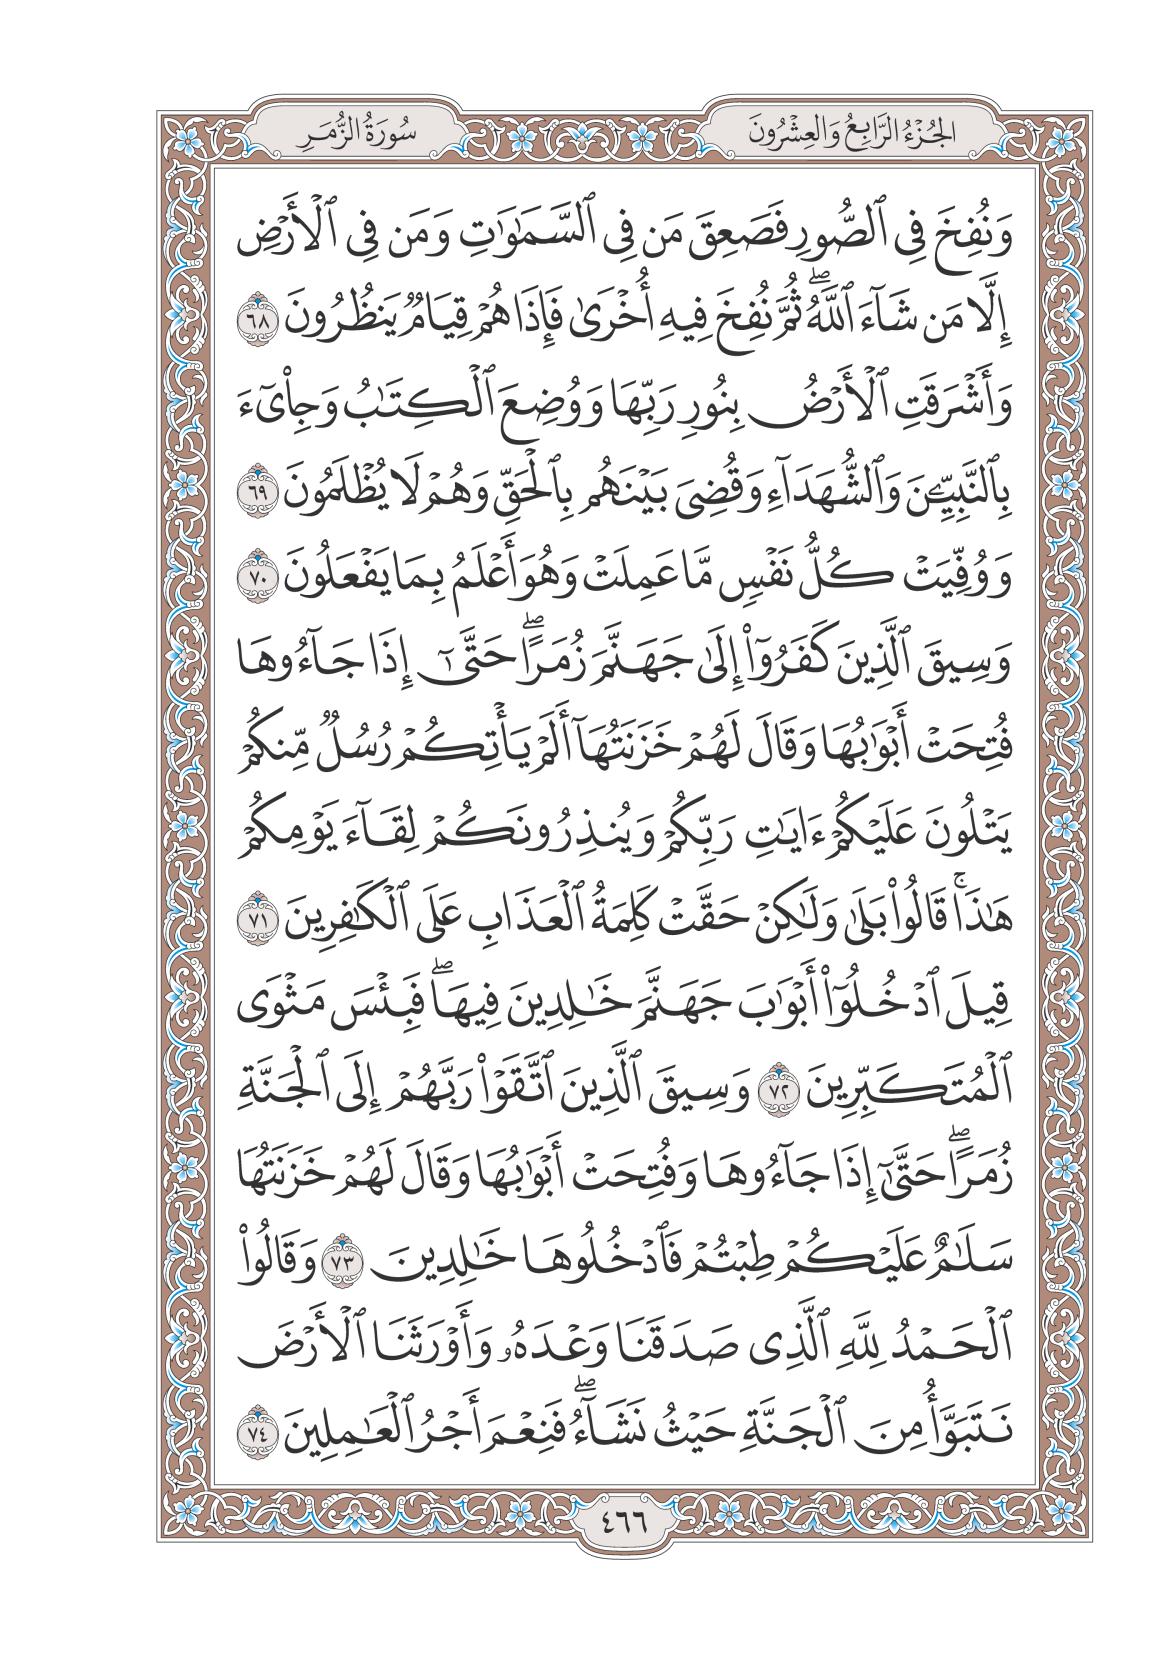 الجُزْءُ الرَّابِعُ وَالعِشْرُونَ
سُورَةُ الزُّمَرِ
وَنُفِخَ فِي ٱلصُّورِ فَصَعِقَ مَن فِي ٱلسَّمَٰوَٰتِ وَمَن فِي ٱلْأَرْضِ
إِلَّا مَن شَآءَ ٱللَّهُۖ ثُمَّ نُفِخَ فِيهِ أُخْرَىٰ فَإِذَا هُمْ قِيَامٌ يَنظُرُونَ ٦٨
وَأَشْرَقَتِ ٱلْأَرْضُ بِنُورِ رَبِّهَا وَوُضِعَ ٱلْكِتَٰبُ وَجِا۟ىٓءَ
بِٱلنَّبِيِّـۧنَ وَٱلشُّهَدَآءِ وَقُضِيَ بَيْنَهُم بِٱلْحَقِّ وَهُمْ لَا يُظْلَمُونَ ٦٩
وَوُفِّيَتْ كُلُّ نَفْسٍ مَّا عَمِلَتْ وَهُوَ أَعْلَمُ بِمَا يَفْعَلُونَ ٧٠
وَسِيقَ ٱلَّذِينَ كَفَرُوٓا۟ إِلَىٰ جَهَنَّمَ زُمَرًاۖ حَتَّىٰٓ إِذَا جَآءُوهَا
فُتِحَتْ أَبْوَٰبُهَا وَقَالَ لَهُمْ خَزَنَتُهَآ أَلَمْ يَأْتِكُمْ رُسُلٌ مِّنكُمْ
يَتْلُونَ عَلَيْكُمْ ءَايَٰتِ رَبِّكُمْ وَيُنذِرُونَكُمْ لِقَآءَ يَوْمِكُمْ
هَٰذَاۚ قَالُوا۟ بَلَىٰ وَلَٰكِنْ حَقَّتْ كَلِمَةُ ٱلْعَذَابِ عَلَى ٱلْكَٰفِرِينَ ٧١
قِيلَ ٱدْخُلُوٓا۟ أَبْوَٰبَ جَهَنَّمَ خَٰلِدِينَ فِيهَاۖ فَبِئْسَ مَثْوَى
ٱلْمُتَكَبِّرِينَ ٧٢ وَسِيقَ ٱلَّذِينَ ٱتَّقَوْا۟ رَبَّهُمْ إِلَى ٱلْجَنَّةِ
زُمَرًاۖ حَتَّىٰٓ إِذَا جَآءُوهَا وَفُتِحَتْ أَبْوَٰبُهَا وَقَالَ لَهُمْ خَزَنَتُهَا
سَلَٰمٌ عَلَيْكُمْ طِبْتُمْ فَٱدْخُلُوهَا خَٰلِدِينَ ٧٣ وَقَالُوا۟
ٱلْحَمْدُ لِلَّهِ ٱلَّذِي صَدَقَنَا وَعْدَهُۥ وَأَوْرَثَنَا ٱلْأَرْضَ
نَتَبَوَّأُ مِنَ ٱلْجَنَّةِ حَيْثُ نَشَآءُۖ فَنِعْمَ أَجْرُ ٱلْعَٰمِلِينَ ٧٤
٤٦٦